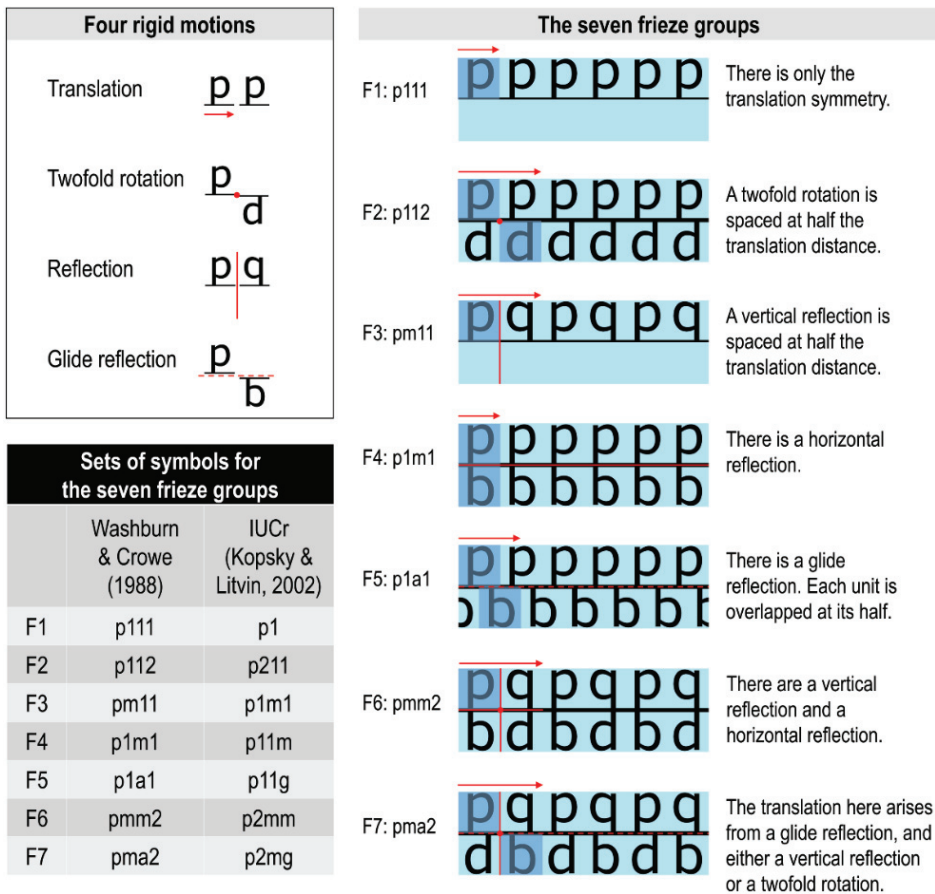 Four rigid motions
Translation
p p
Twofold rotation
p
d
Reflection
p q
Glide reflection
p
b
Sets of symbols for
the seven frieze groups
Washburn
& Crowe
(1988)
IUCr
(Kopsky &
Litvin, 2002)
F1 p111 p1
F2 p112 p211
F3 pm11 p1m1
F4 p1m1 p11m
F5 p1a1 p11g
F6 pmm2 p2mm
F7 pma2 p2mg
The seven frieze groups
F1: p111
p p p p p p
There is only the
translation symmetry.
F2: p112
p p p p p p
d d d d d d
A twofold rotation is
spaced at half the
translation distance.
F3: pm11
p q p q p q
A vertical reflection is
spaced at half the
translation distance.
F4: p1m1
p p p p p p
b b b b b b
There is a horizontal
reflection.
F5: p1a1
p p p p p p
b b b b b b b
There is a glide
reflection. Each unit is
overlapped at its half.
F6: pmm2
p q p q p q
b d b d b d
There are a vertical
reflection and a
horizontal reflection.
F7: pma2
p q p q p q
d b d b d b
The translation here arises
from a glide reflection, and
either a vertical reflection
or a twofold rotation.